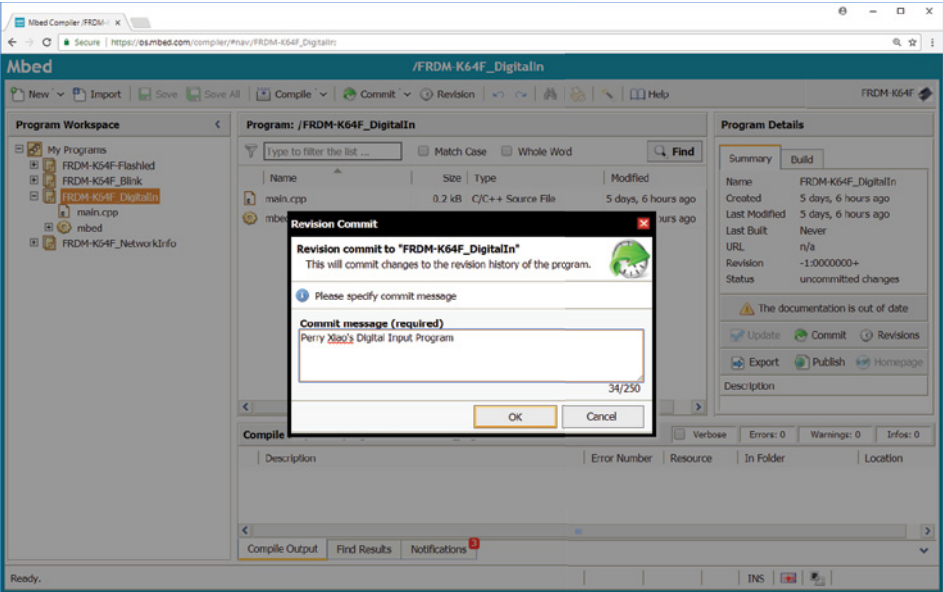 Mbed Compiler /FRDM-
Secure | https://os.mbed.com/compiler/#nav:/FRDM-K64F_DigitalIn;
Mbed /FRDM-K64F_DigitalIn
New Import Save Save All Compile Commit Revision Help FRDM-K64F
Program Workspace
My Programs
FRDM-K64F-Flashled
FRDM-K64F_Blink
FRDM-K64F_DigitalIn
main.cpp
mbed
FRDM-K64F_NetworkInfo
Program: /FRDM-K64F_DigitalIn
Type to filter the list ... Match Case Whole Word Find
Name Size Type Modified
main.cpp 0.2 kB C/C++ Source File 5 days, 6 hours ago
mbe ours ago
Revision Commit
Revision commit to "FRDM-K64F_DigitalIn"
This will commit changes to the revision history of the program.
Please specify commit message
Commit message (required)
Perry Xiao's Digital Input Program
34/250
OK Cancel
Program Details
Summary Build
Name FRDM-K64F_DigitalIn
Created 5 days, 6 hours ago
Last Modified 5 days, 6 hours ago
Last Built Never
URL n/a
Revision -1:0000000+
Status uncommitted changes
The documentation is out of date
Update Commit Revisions
Export Publish Homepage
Description
Compile Verbose Errors: 0 Warnings: 0 Infos: 0
Description Error Number Resource In Folder Location
Compile Output Find Results Notifications 3
Ready. INS